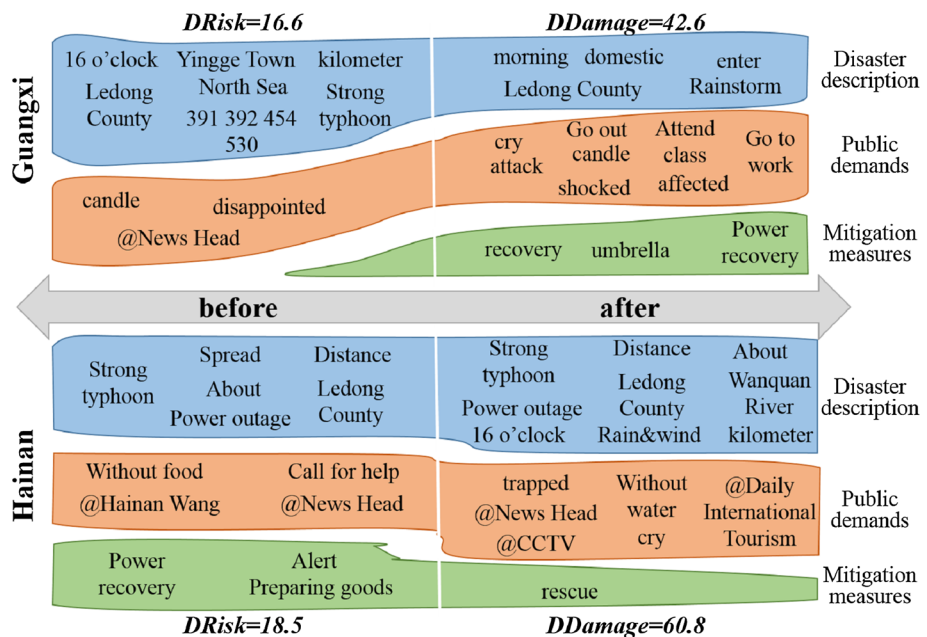 DRisk=16.6
DDamage=42.6
Guangxi
16 o'clock
Ledong
County
Yingge Town
North Sea
391 392 454
530
kilometer
Strong
typhoon
morning domestic
Ledong County
enter
Rainstorm
Disaster
description
candle
disappointed
@News Head
cry
attack
Go out
candle
shocked
Attend
class
affected
Go to
work
Public
demands
recovery
umbrella
Power
recovery
Mitigation
measures
before
after
Hainan
Strong
typhoon
Spread
About
Power outage
Distance
Ledong
County
Strong
typhoon
Power outage
16 o'clock
Distance
Ledong
County
Rain&wind
About
Wanquan
River
kilometer
Disaster
description
Without food
@Hainan Wang
Call for help
@News Head
trapped
@News Head
@CCTV
Without
water
cry
@Daily
International
Tourism
Public
demands
Power
recovery
Alert
Preparing goods
rescue
Mitigation
measures
DRisk=18.5
DDamage=60.8